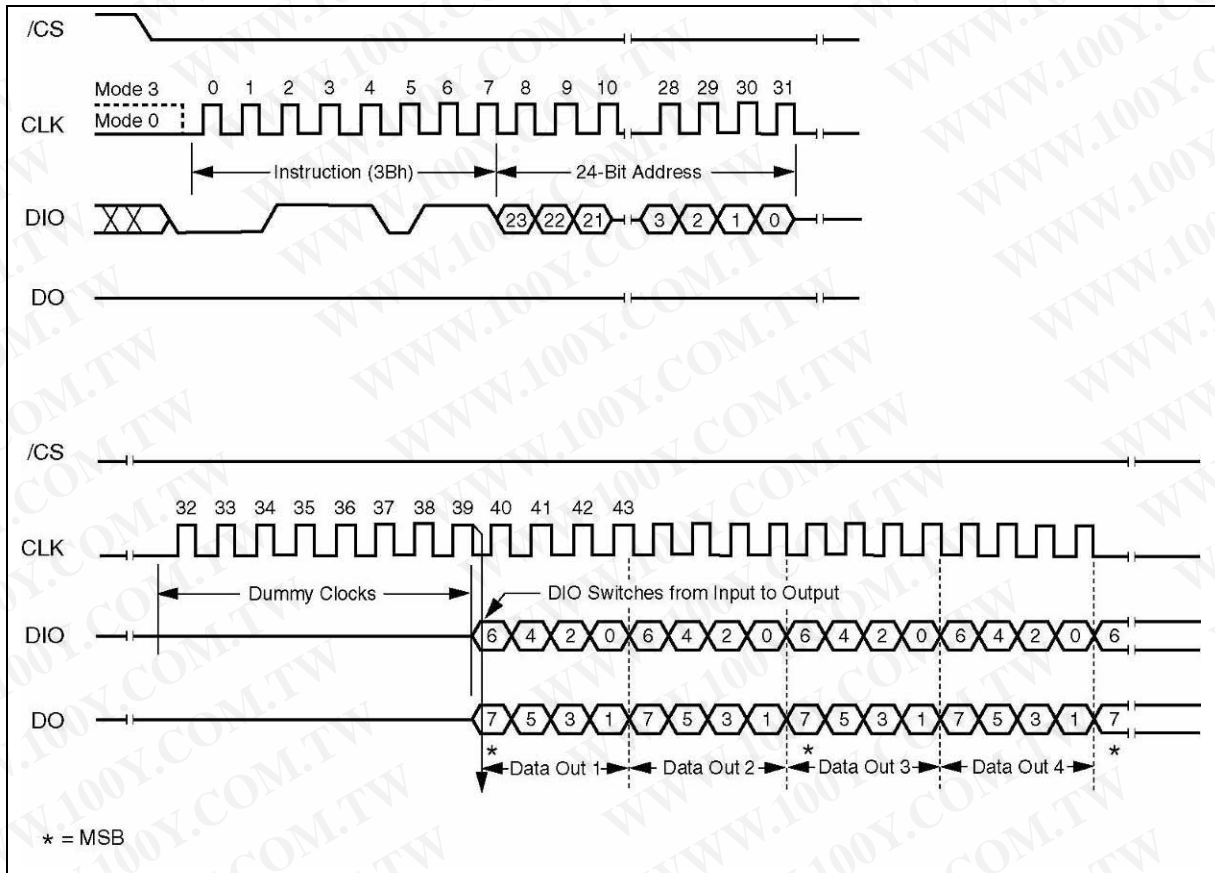 /CS
Mode 3
0 1 2 3 4 5 6 7 8 9 10 28 29 30 31
CLK
Mode 0
Instruction (3Bh)
24-Bit Address
DIO
23 22 21 3 2 1 0
DO
/CS
32 33 34 35 36 37 38 39 40 41 42 43
CLK
Dummy Clocks
DIO Switches from Input to Output
DIO
6 4 2 0 6 4 2 0 6 4 2 0 6 4 2 0 6
DO
7 5 3 1 7 5 3 1 7 5 3 1 7 5 3 1 7
* * *
Data Out 1 Data Out 2 Data Out 3 Data Out 4
* = MSB
WWW.100Y.COM.TW